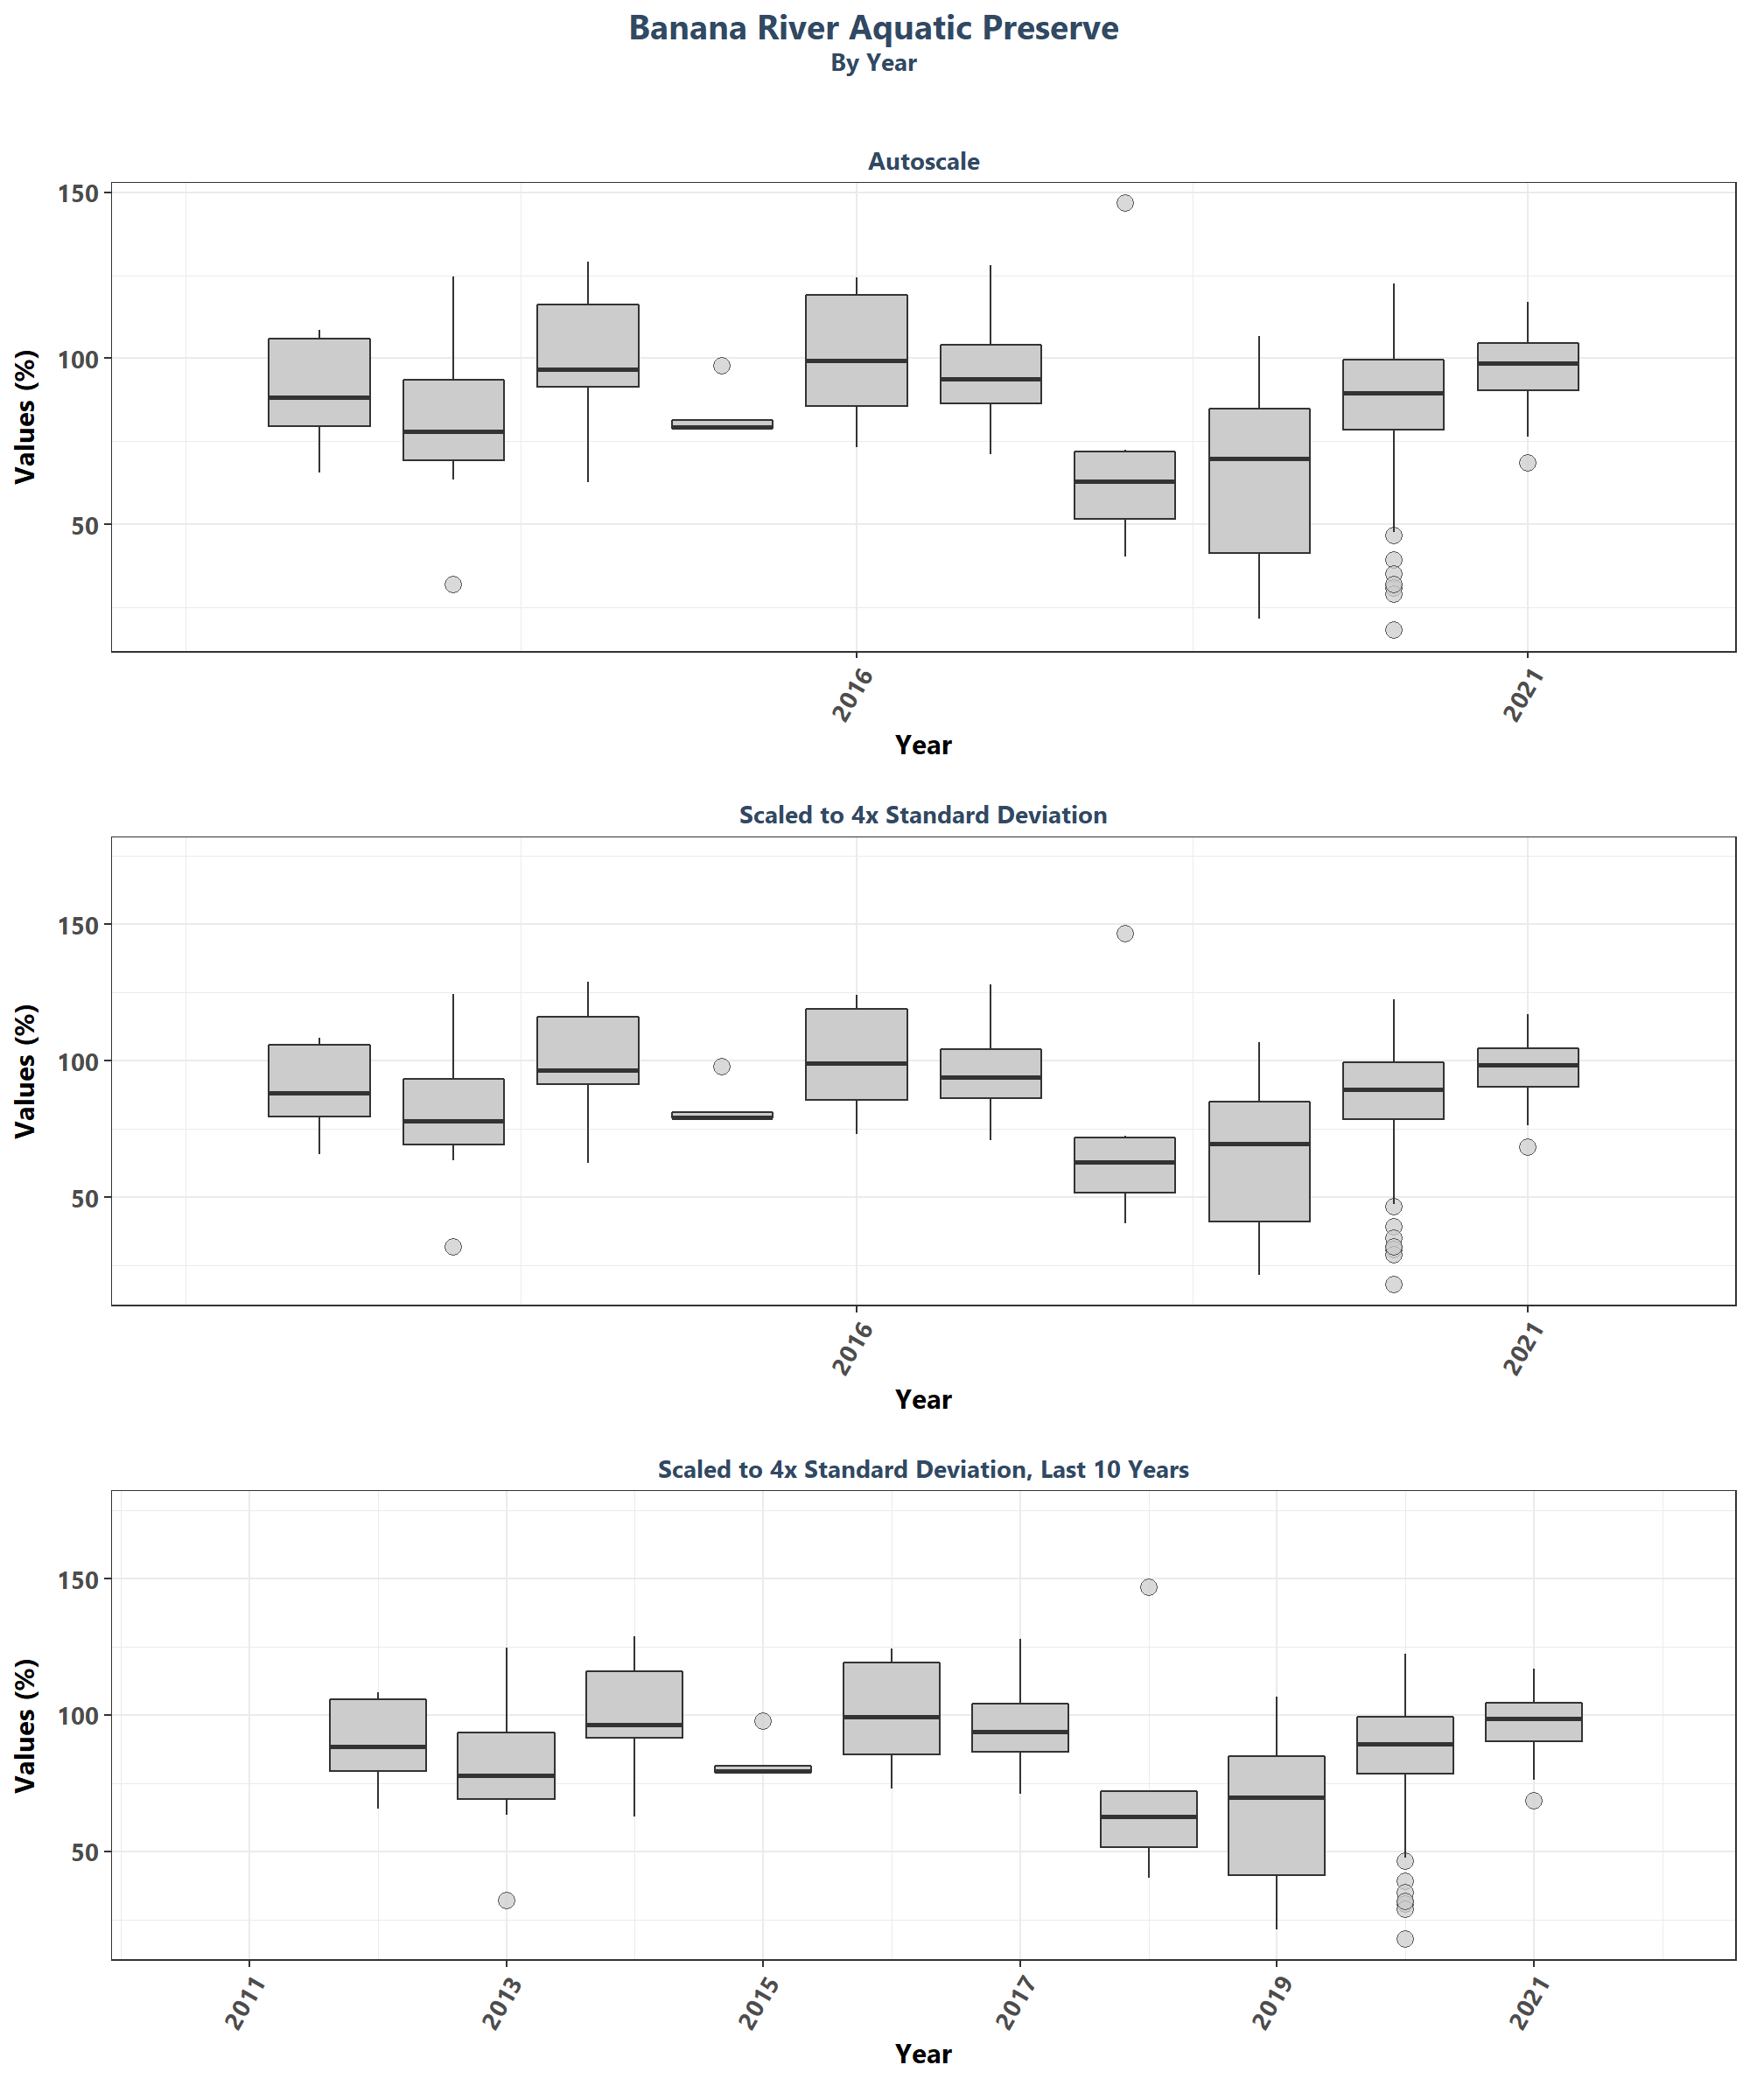 Banana River Aquatic Preserve
By Year
Autoscale
Values (%)
150
100
50
2016
2021
Year
Scaled to 4x Standard Deviation
Values (%)
150
100
50
2016
2021
Year
Scaled to 4x Standard Deviation, Last 10 Years
Values (%)
150
100
50
2011
2013
2015
2017
2019
2021
Year